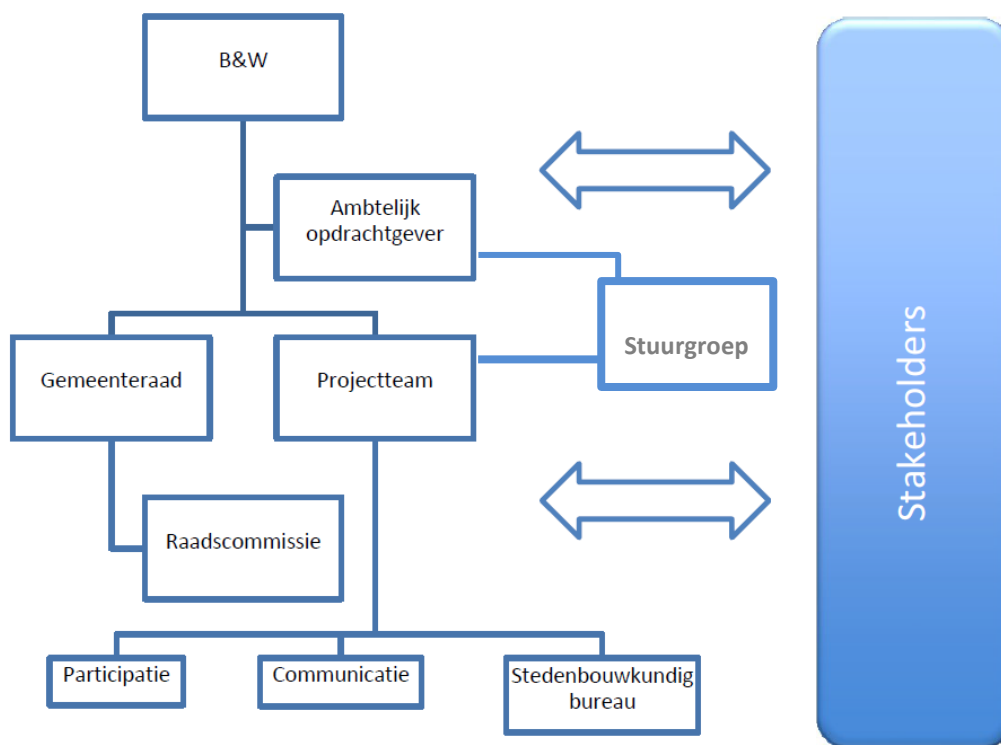 B&W
Ambtelijk
opdrachtgever
Stuurgroep
Gemeenteraad
Projectteam
Raadscommissie
Participatie
Communicatie
Stedenbouwkundig
bureau
Stakeholders